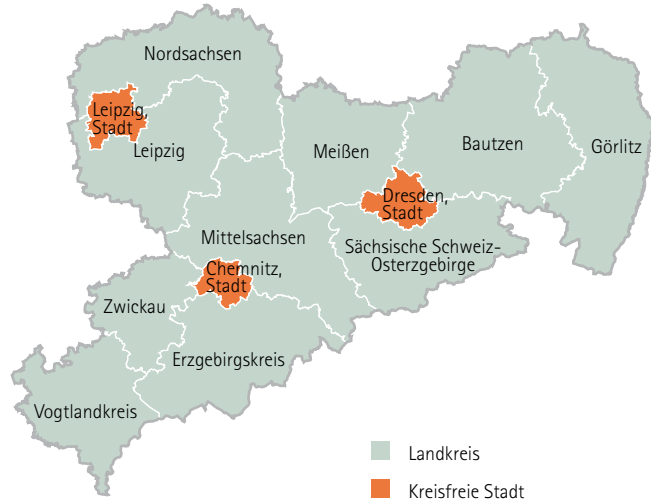 Nordsachsen
Leipzig,
Stadt
Leipzig
Meißen
Bautzen
Görlitz
Dresden,
Stadt
Mittelsachsen
Sächsische Schweiz-
Osterzgebirge
Chemnitz,
Stadt
Zwickau
Erzgebirgskreis
Vogtlandkreis
Landkreis
Kreisfreie Stadt